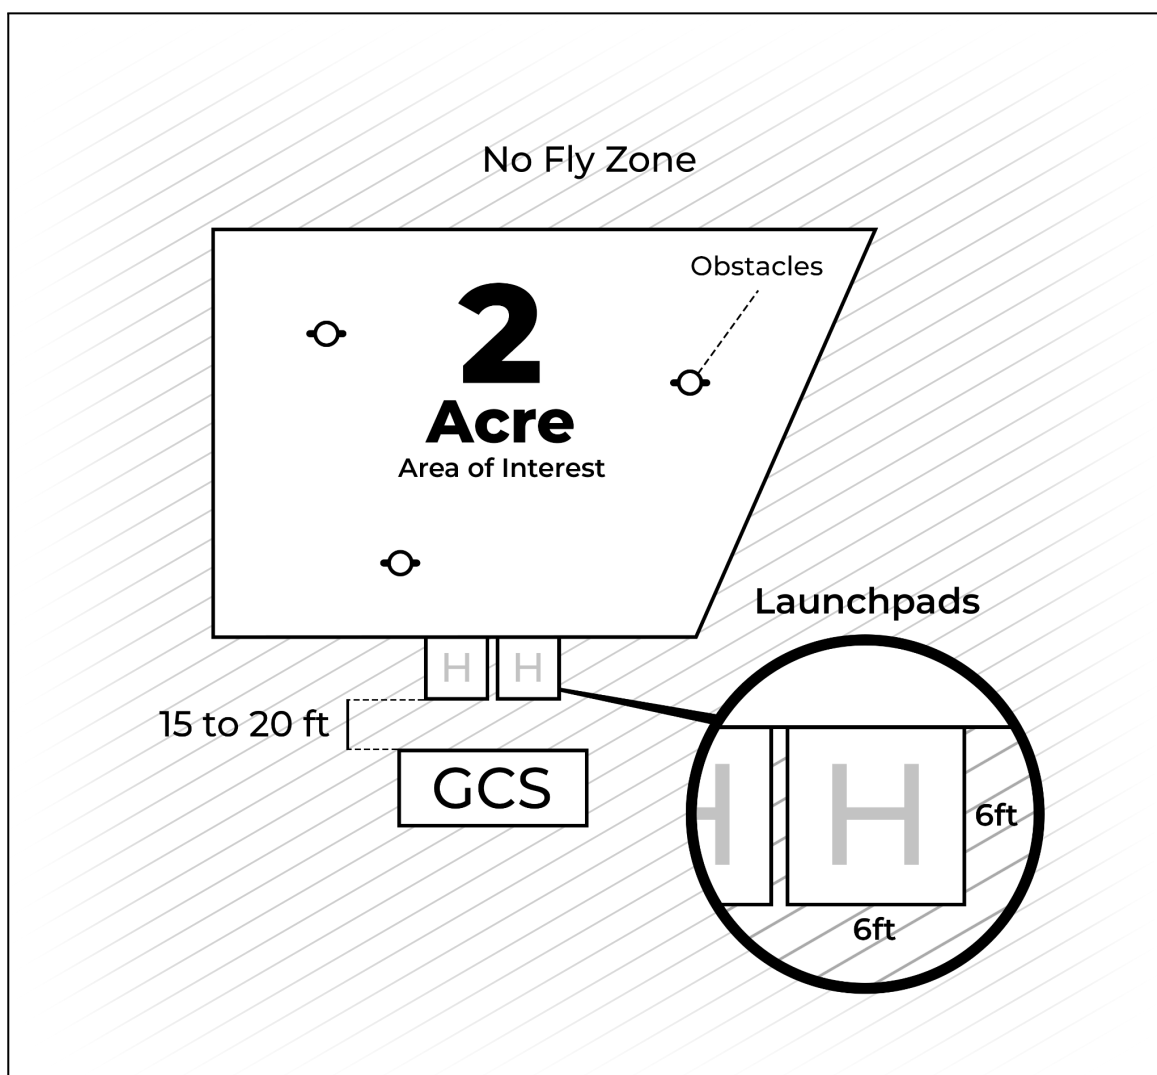 No Fly Zone
Obstacles
2
Acre
Area of Interest
Launchpads
H H
15 to 20 ft
GCS
H H
6ft
6ft